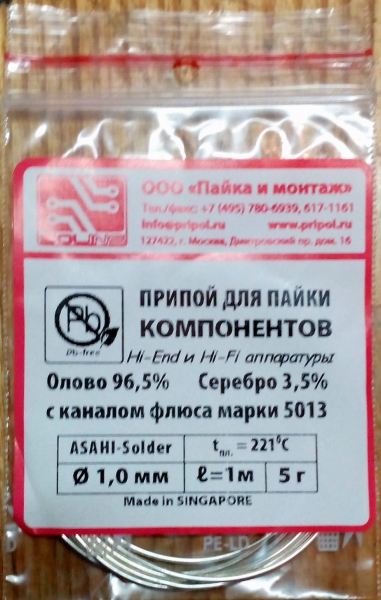 ООО «Пайка и монтаж»
Тел./факс: +7 (495) 780-6939, 617-1161
info@pripol.ru www.pripol.ru
127422, г. Москва, Дмитровский пр. дом. 16
Pb
Pb-free
ПРИПОЙ ДЛЯ ПАЙКИ
КОМПОНЕНТОВ
Hi-End и Hi-Fi аппаратуры
Олово 96,5% Серебро 3,5%
с каналом флюса марки 5013
ASAHI-Solder tпл. = 221°C
Ø 1,0 мм ℓ=1м 5 г
Made in SINGAPORE
PE-LD